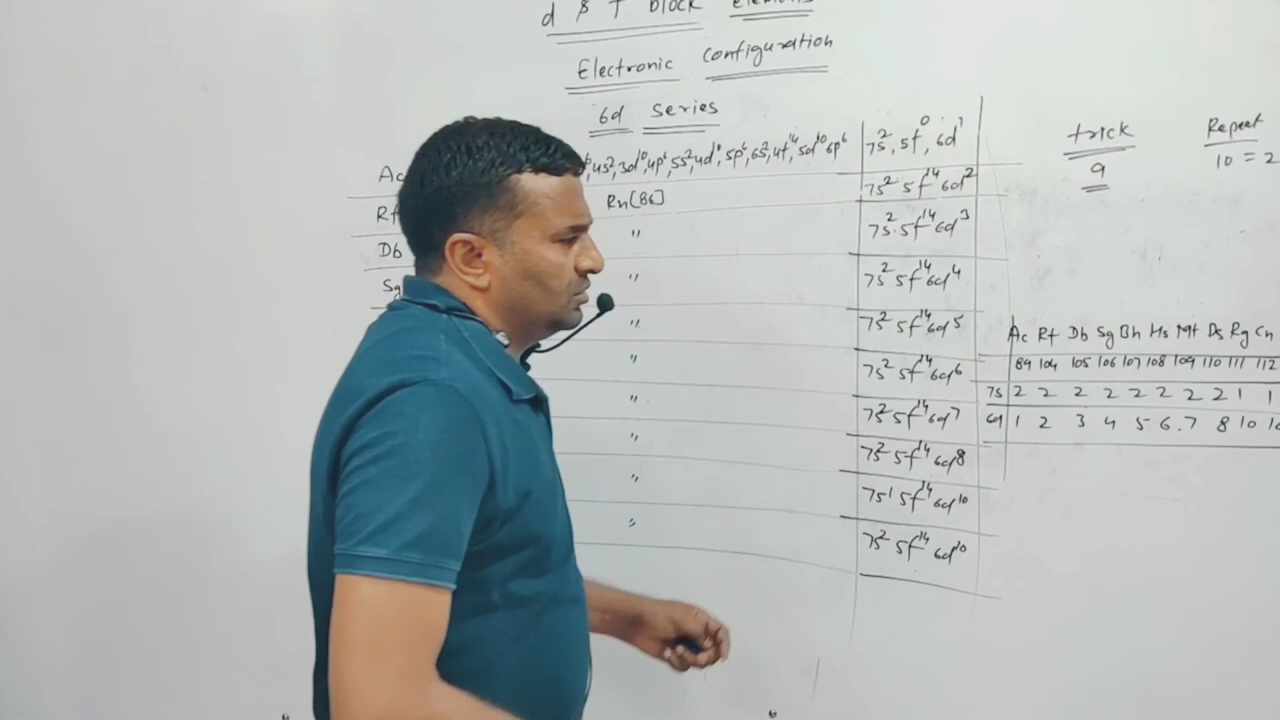 d & f Block Element
Electronic Configuration
6d Series
Ac ,4s²,3d¹⁰,4p⁶,5s²,4d¹⁰,5p⁶,6s²,4f¹⁴,5d¹⁰6p⁶ 7s²,5f⁰,6d¹
Rf Rn[86] 7s² 5f¹⁴ 6d²
Db " 7s² 5f¹⁴ 6d³
Sg " 7s² 5f¹⁴ 6d⁴
" 7s² 5f¹⁴ 6d⁵
" 7s² 5f¹⁴ 6d⁶
" 7s² 5f¹⁴ 6d⁷
" 7s² 5f¹⁴ 6d⁸
" 7s¹ 5f¹⁴ 6d¹⁰
" 7s² 5f¹⁴ 6d¹⁰
trick
9
Repeat
10 = 2
Ac Rf Db Sg Bh Hs Mt Ds Rg Cn
89 104 105 106 107 108 109 110 111 112
7s 2 2 2 2 2 2 2 2 1 1
6d 1 2 3 4 5 6 . 7 8 10